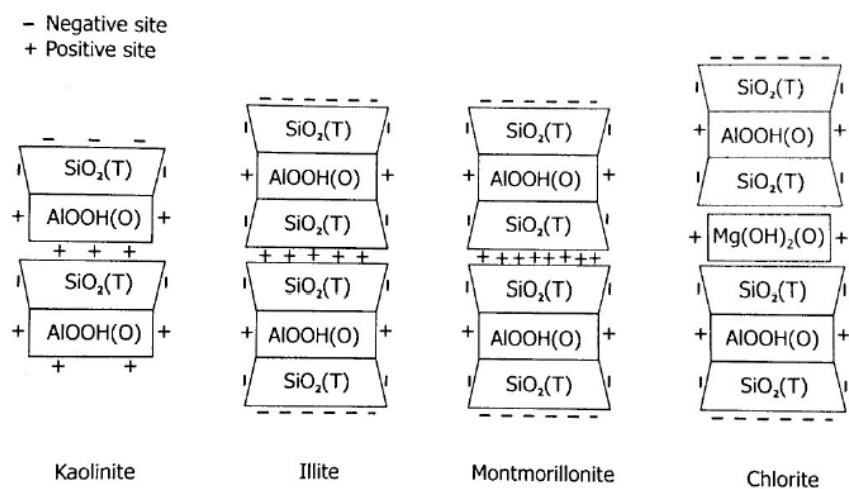 − Negative site
+ Positive site
SiO₂(T)
AlOOH(O)
SiO₂(T)
AlOOH(O)
Kaolinite
SiO₂(T)
AlOOH(O)
SiO₂(T)
SiO₂(T)
AlOOH(O)
SiO₂(T)
Illite
SiO₂(T)
AlOOH(O)
SiO₂(T)
SiO₂(T)
AlOOH(O)
SiO₂(T)
Montmorillonite
SiO₂(T)
AlOOH(O)
SiO₂(T)
Mg(OH)₂(O)
SiO₂(T)
AlOOH(O)
SiO₂(T)
Chlorite